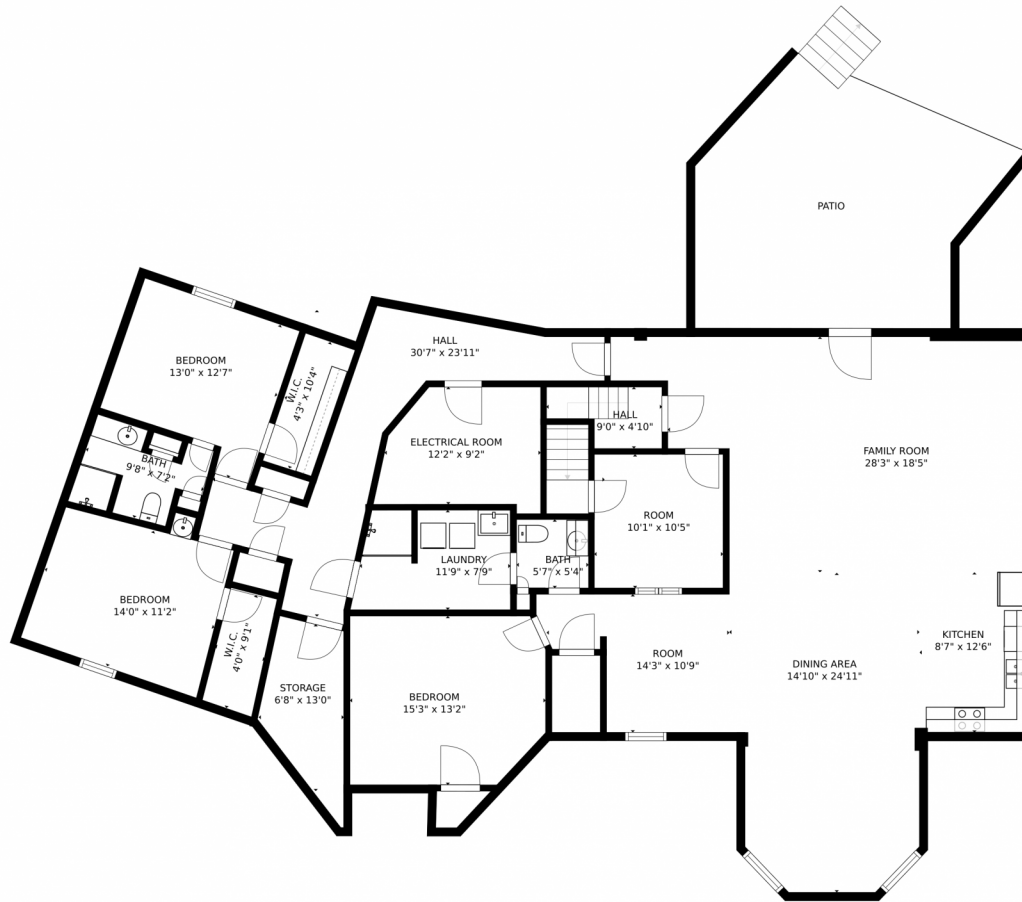 PATIO
HALL
30'7" x 23'11"
BEDROOM
13'0" x 12'7"
W.I.C.
4'3" x 10'4"
HALL
9'0" x 4'10"
ELECTRICAL ROOM
12'2" x 9'2"
FAMILY ROOM
28'3" x 18'5"
BATH
9'8" x 7'2"
ROOM
10'1" x 10'5"
LAUNDRY
11'9" x 7'9"
BATH
5'7" x 5'4"
BEDROOM
14'0" x 11'2"
W.I.C.
4'0" x 9'1"
KITCHEN
8'7" x 12'6"
ROOM
14'3" x 10'9"
DINING AREA
14'10" x 24'11"
STORAGE
6'8" x 13'0"
BEDROOM
15'3" x 13'2"